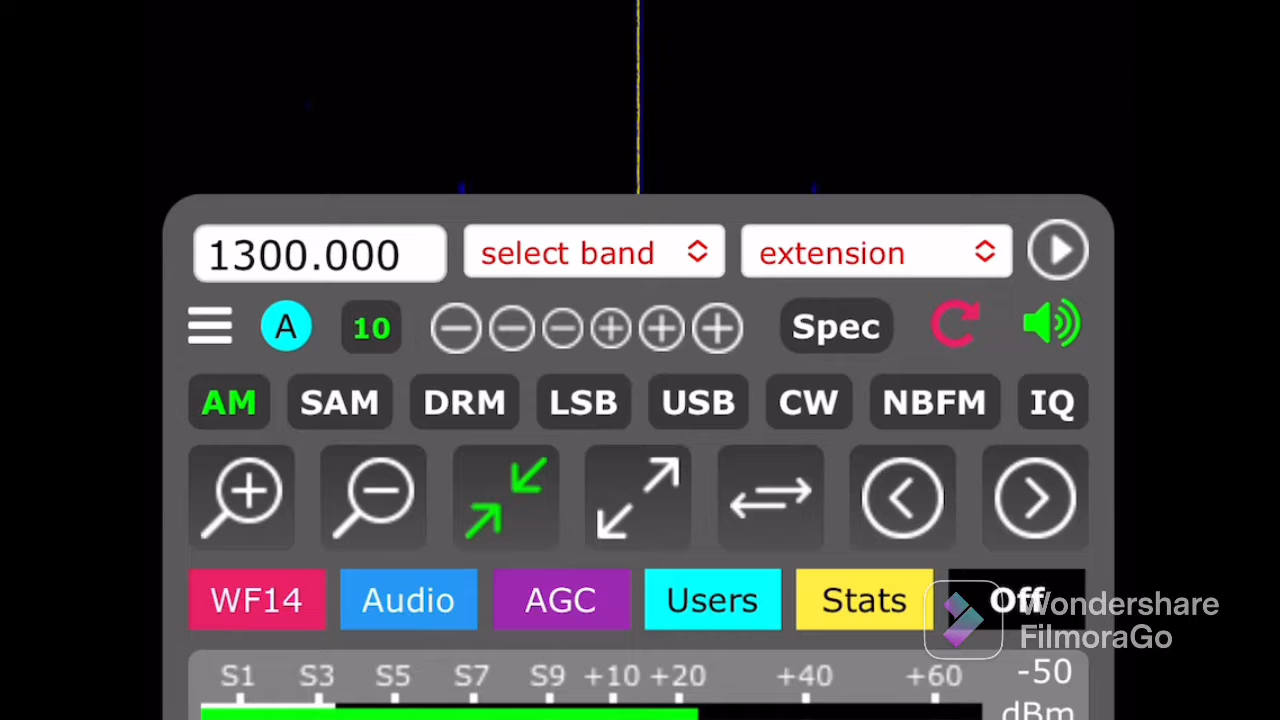 1300.000 select band extension
A 10 Spec
AM SAM DRM LSB USB CW NBFM IQ
WF14 Audio AGC Users Stats Off
Wondershare
FilmoraGo
S1 S3 S5 S7 S9 +10 +20 +40 +60 -50
dBm